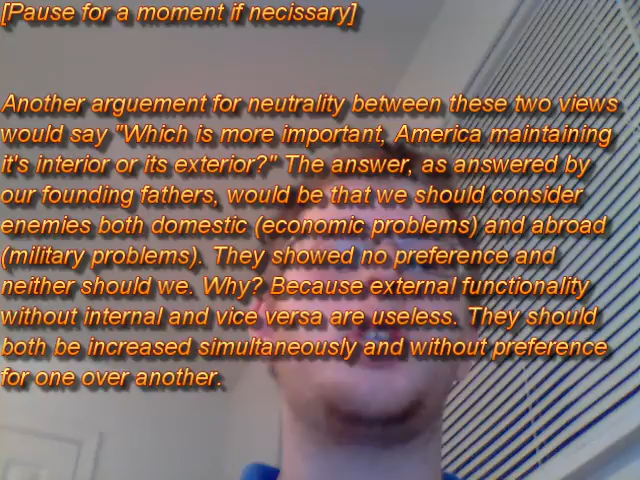 [Pause for a moment if necissary]
Another arguement for neutrality between these two views
would say "Which is more important, America maintaining
it's interior or its exterior?" The answer, as answered by
our founding fathers, would be that we should consider
enemies both domestic (economic problems) and abroad
(military problems). They showed no preference and
neither should we. Why? Because external functionality
without internal and vice versa are useless. They should
both be increased simultaneously and without preference
for one over another.